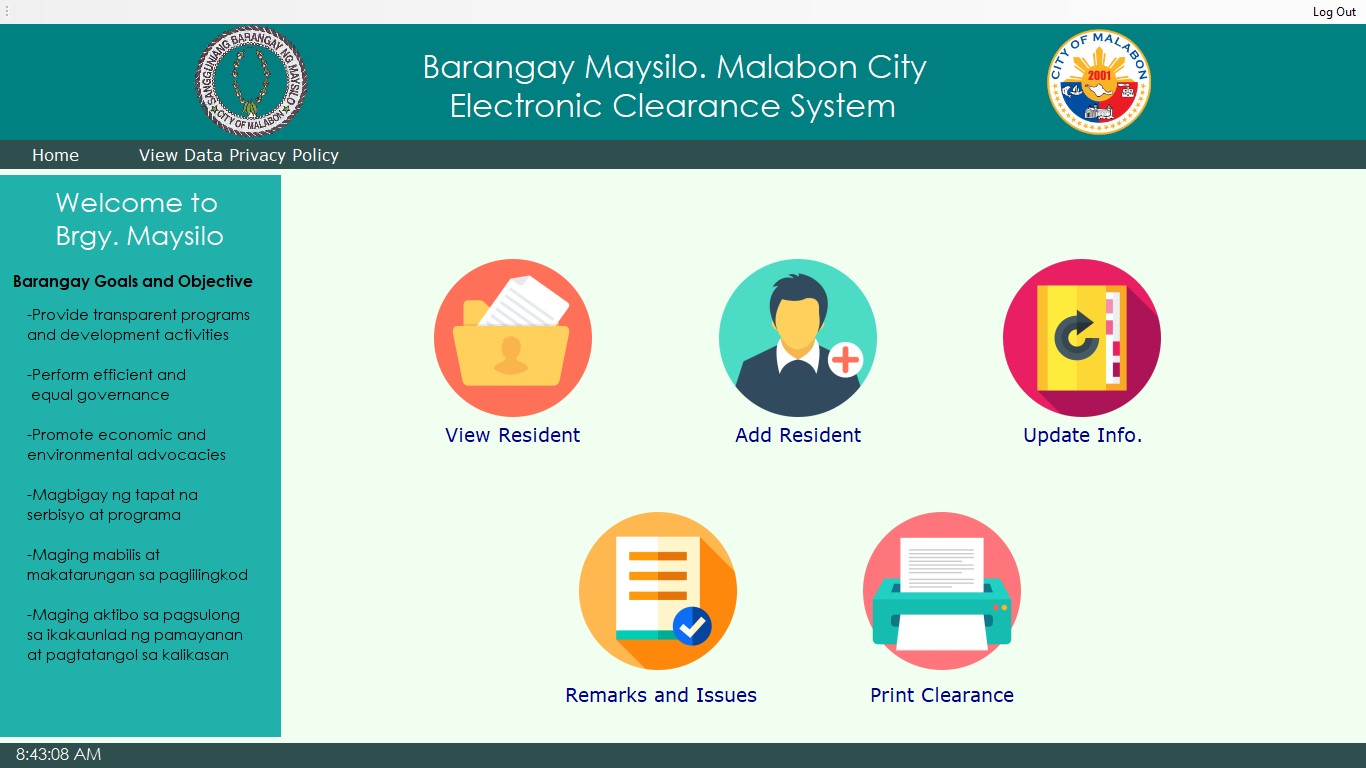 Log Out
SANGGUNIANG BARANGAY NG MAYSILO
CITY OF MALABON
Barangay Maysilo. Malabon City
Electronic Clearance System
CITY OF MALABON
2001
Home
View Data Privacy Policy
Welcome to
Brgy. Maysilo
Barangay Goals and Objective
-Provide transparent programs
and development activities
-Perform efficient and
equal governance
-Promote economic and
environmental advocacies
-Magbigay ng tapat na
serbisyo at programa
-Maging mabilis at
makatarungan sa paglilingkod
-Maging aktibo sa pagsulong
sa ikakaunlad ng pamayanan
at pagtatangol sa kalikasan
View Resident
Add Resident
Update Info.
Remarks and Issues
Print Clearance
8:43:08 AM